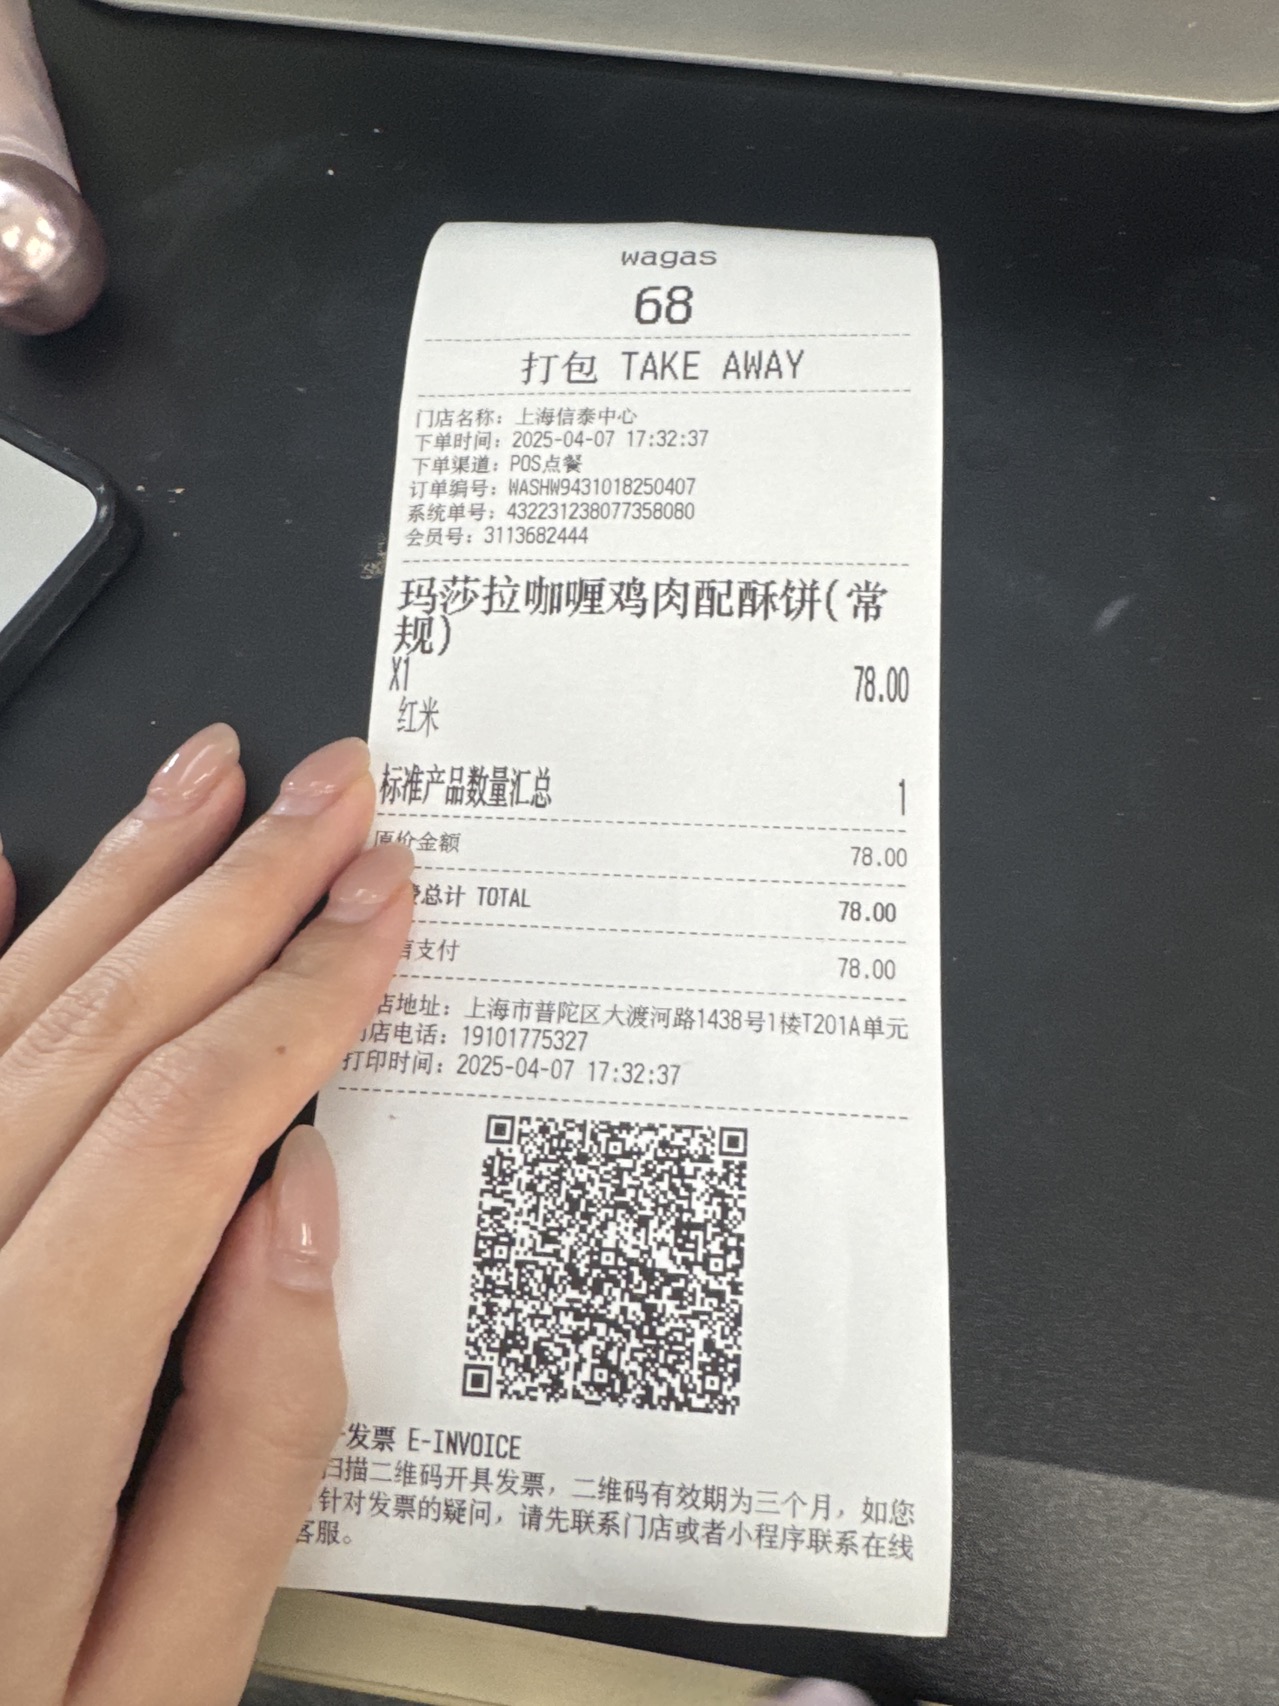 wagas
68
打包 TAKE AWAY
门店名称：上海信泰中心
下单时间：2025-04-07 17:32:37
下单渠道：POS点餐
订单编号：WASHW9431018250407
系统单号：432231238077358080
会员号：3113682444
玛莎拉咖喱鸡肉配酥饼(常
规)
X1 78.00
红米
标准产品数量汇总 1
原价金额 78.00
总计 TOTAL 78.00
支付 78.00
店地址：上海市普陀区大渡河路1438号1楼T201A单元
店电话：19101775327
打印时间：2025-04-07 17:32:37
发票 E-INVOICE
扫描二维码开具发票，二维码有效期为三个月，如您
针对发票的疑问，请先联系门店或者小程序联系在线
客服。